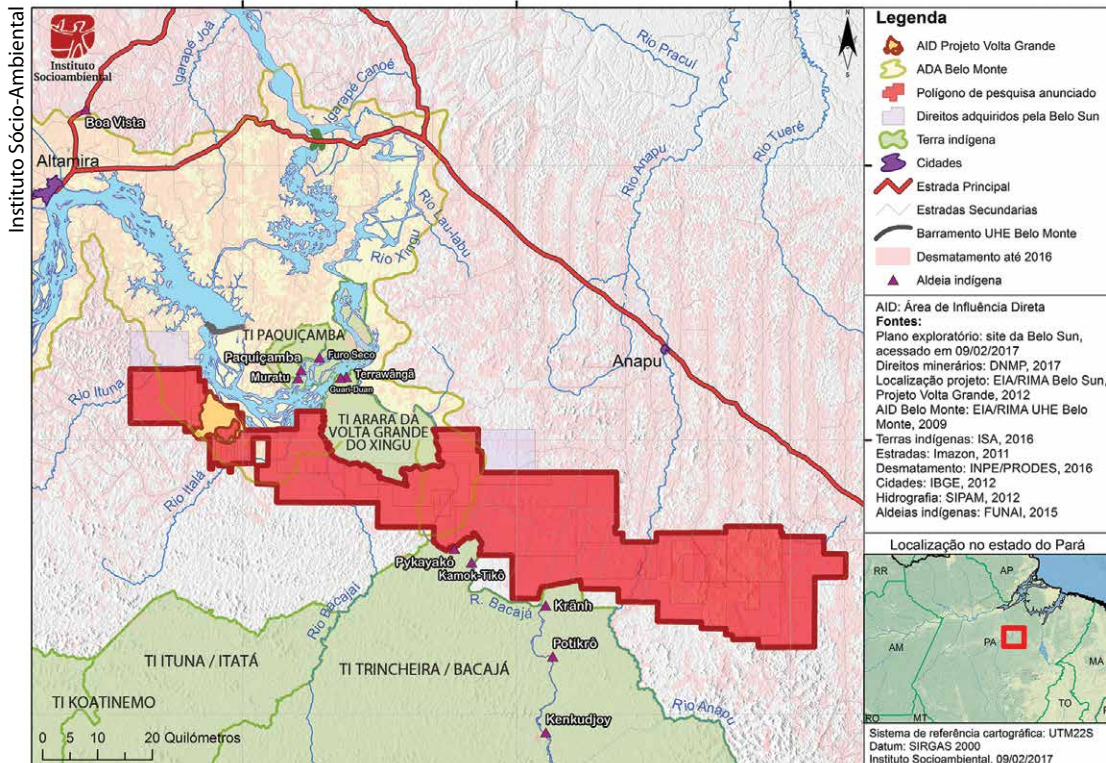 Instituto Sócio-Ambiental
Instituto
Socioambiental
Igarapé Joá
Igarapé Canoé
Rio Pracuí
Rio Tueré
Rio Anapu
Boa Vista
Altamira
Rio Lau-Iabu
Rio Xingu
TI PAQUIÇAMBA
Paquiçamba
Furo Seco
Muratu
Terrawãngã
Guari-Duan
Anapu
Rio Ituna
TI ARARA DA
VOLTA GRANDE
DO XINGU
Rio Itatá
Pykayakó
Kamok-Tikô
Rio Bacajaí
R. Bacajá
Krãnh
Potikrô
TI ITUNA / ITATÁ
TI TRINCHEIRA / BACAJÁ
TI KOATINEMO
Rio Anapu
Kenkudjoy
0 5 10 20 Quilómetros
N
S
Legenda
AID Projeto Volta Grande
ADA Belo Monte
Polígono de pesquisa anunciado
Direitos adquiridos pela Belo Sun
Terra indígena
Cidades
Estrada Principal
Estradas Secundarias
Barramento UHE Belo Monte
Desmatamento até 2016
Aldeia indígena
AID: Área de Influência Direta
Fontes:
Plano exploratório: site da Belo Sun,
acessado em 09/02/2017
Direitos minerários: DNMP, 2017
Localização projeto: EIA/RIMA Belo Sun,
Projeto Volta Grande, 2012
AID Belo Monte: EIA/RIMA UHE Belo
Monte, 2009
Terras indígenas: ISA, 2016
Estradas: Imazon, 2011
Desmatamento: INPE/PRODES, 2016
Cidades: IBGE, 2012
Hidrografia: SIPAM, 2012
Aldeias indígenas: FUNAI, 2015
Localização no estado do Pará
RR
AP
AM
PA
MA
TO
RO
MT
Sistema de referência cartográfica: UTM22S
Datum: SIRGAS 2000
Instituto Socioambiental, 09/02/2017